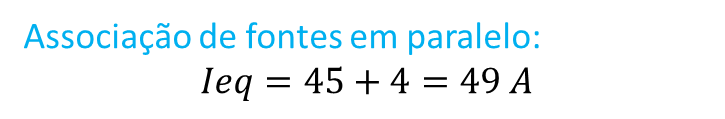 Associação de fontes em paralelo:
Ieq = 45 + 4 = 49 A